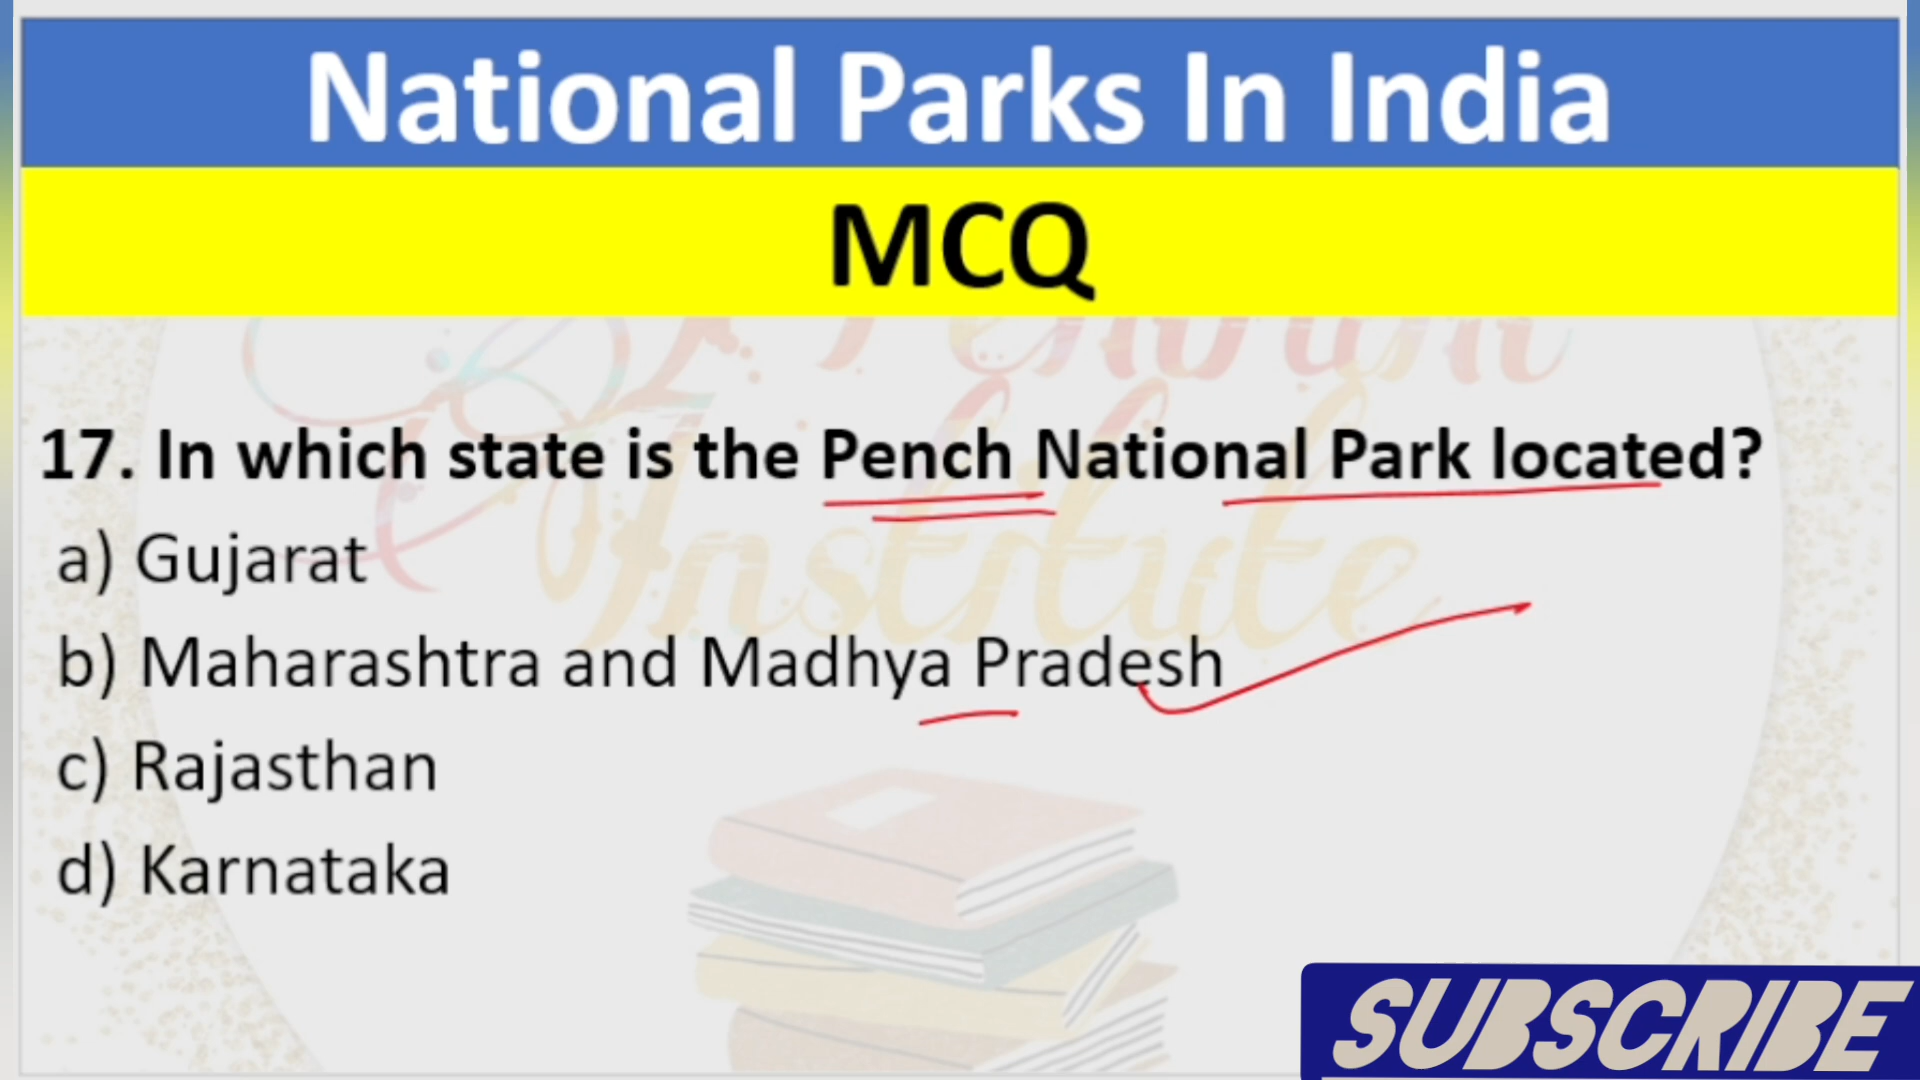 National Parks In India
MCQ
17. In which state is the Pench National Park located?
a) Gujarat
b) Maharashtra and Madhya Pradesh
c) Rajasthan
d) Karnataka
Institute
SUBSCRIBE